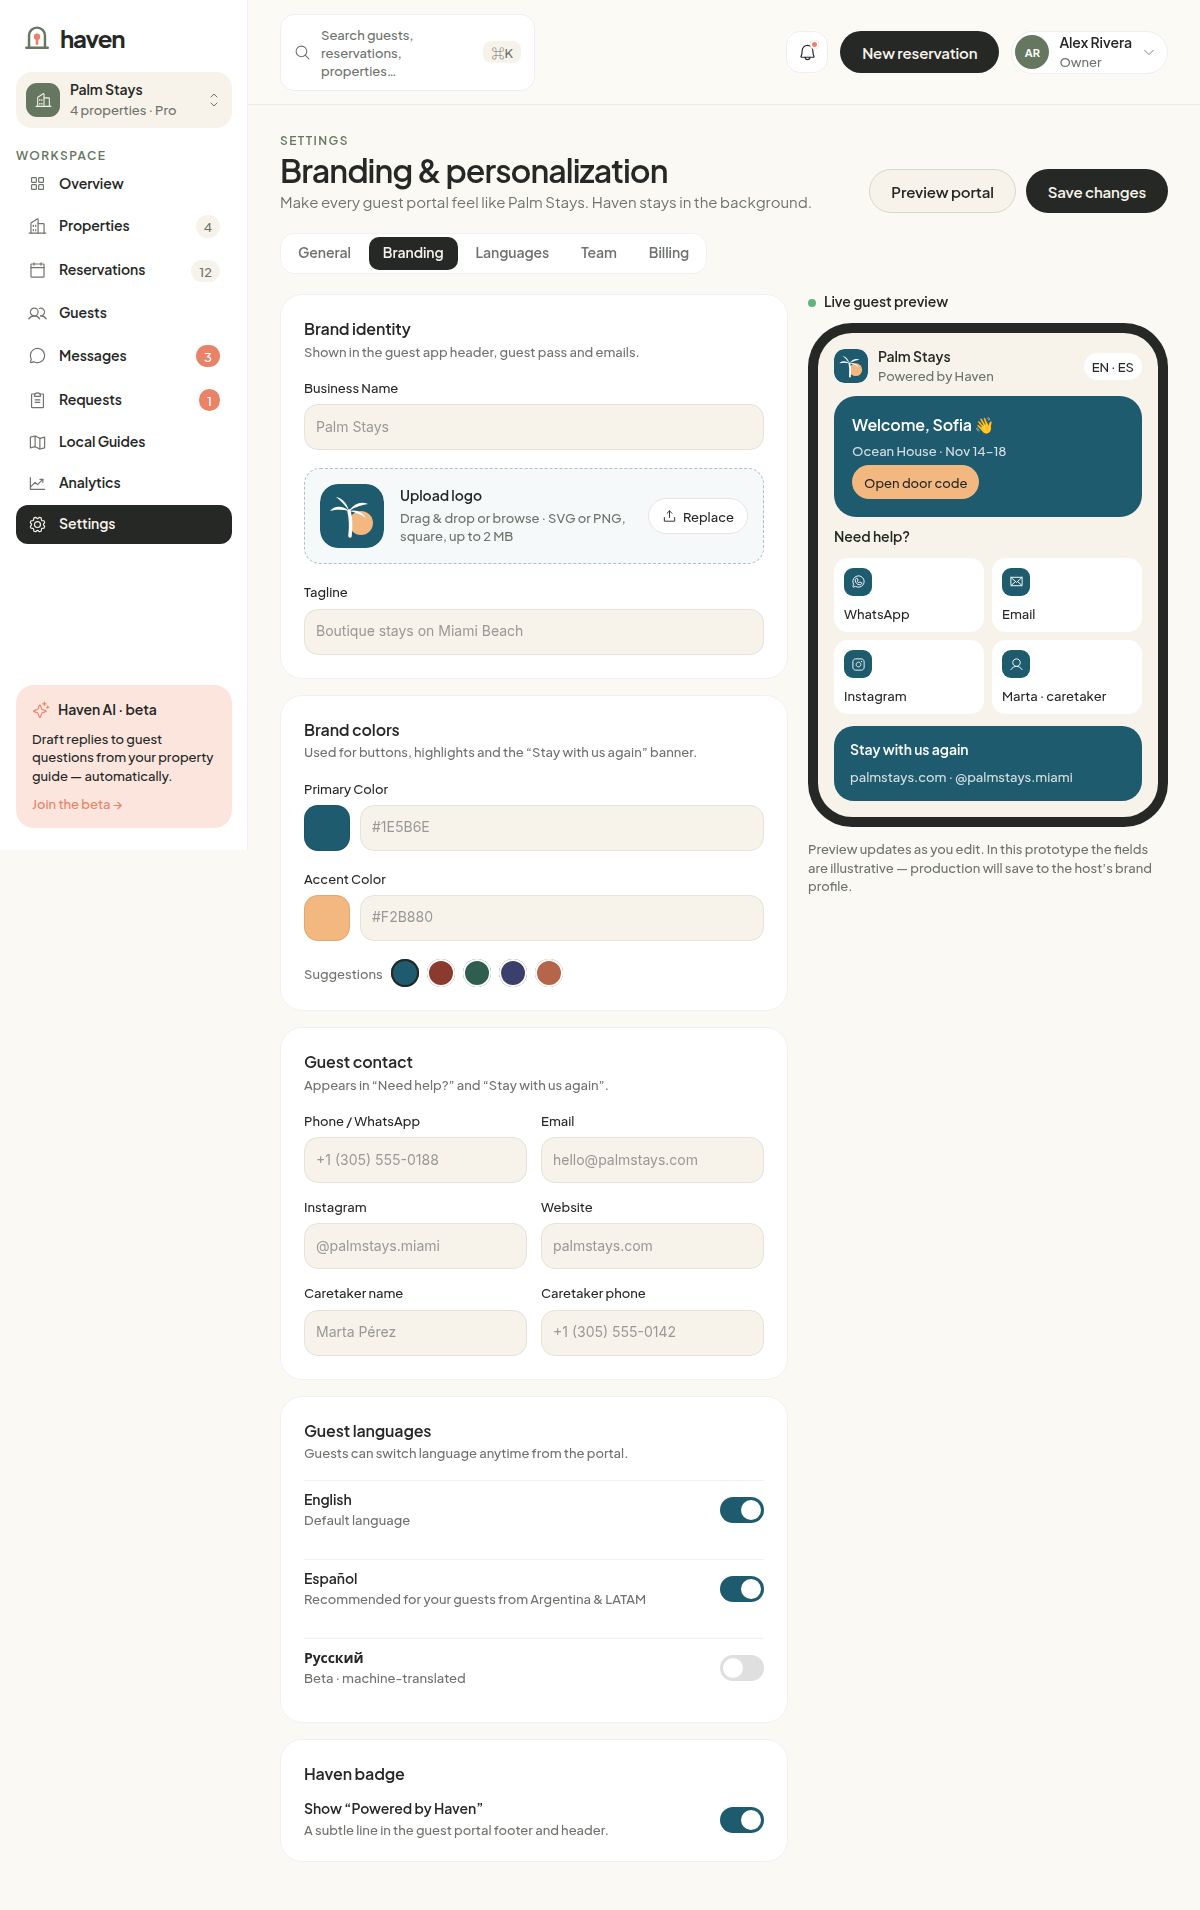 haven
Palm Stays
4 properties · Pro
WORKSPACE
Overview
Properties
4
Reservations
12
Guests
Messages
3
Requests
1
Local Guides
Analytics
Settings
Haven AI · beta
Draft replies to guest
questions from your property
guide — automatically.
Join the beta →
Search guests,
reservations,
properties…
⌘K
New reservation
AR
Alex Rivera
Owner
SETTINGS
Branding & personalization
Make every guest portal feel like Palm Stays. Haven stays in the background.
Preview portal
Save changes
General
Branding
Languages
Team
Billing
Brand identity
Shown in the guest app header, guest pass and emails.
Business Name
Palm Stays
Upload logo
Drag & drop or browse · SVG or PNG,
square, up to 2 MB
Replace
Tagline
Boutique stays on Miami Beach
Brand colors
Used for buttons, highlights and the “Stay with us again” banner.
Primary Color
#1E5B6E
Accent Color
#F2B880
Suggestions
Guest contact
Appears in “Need help?” and “Stay with us again”.
Phone / WhatsApp
Email
+1 (305) 555-0188
hello@palmstays.com
Instagram
Website
@palmstays.miami
palmstays.com
Caretaker name
Caretaker phone
Marta Pérez
+1 (305) 555-0142
Guest languages
Guests can switch language anytime from the portal.
English
Default language
Español
Recommended for your guests from Argentina & LATAM
Русский
Beta · machine-translated
Haven badge
Show “Powered by Haven”
A subtle line in the guest portal footer and header.
Live guest preview
Palm Stays
Powered by Haven
EN · ES
Welcome, Sofia 👋
Ocean House · Nov 14–18
Open door code
Need help?
WhatsApp
Email
Instagram
Marta · caretaker
Stay with us again
palmstays.com · @palmstays.miami
Preview updates as you edit. In this prototype the fields
are illustrative — production will save to the host’s brand
profile.